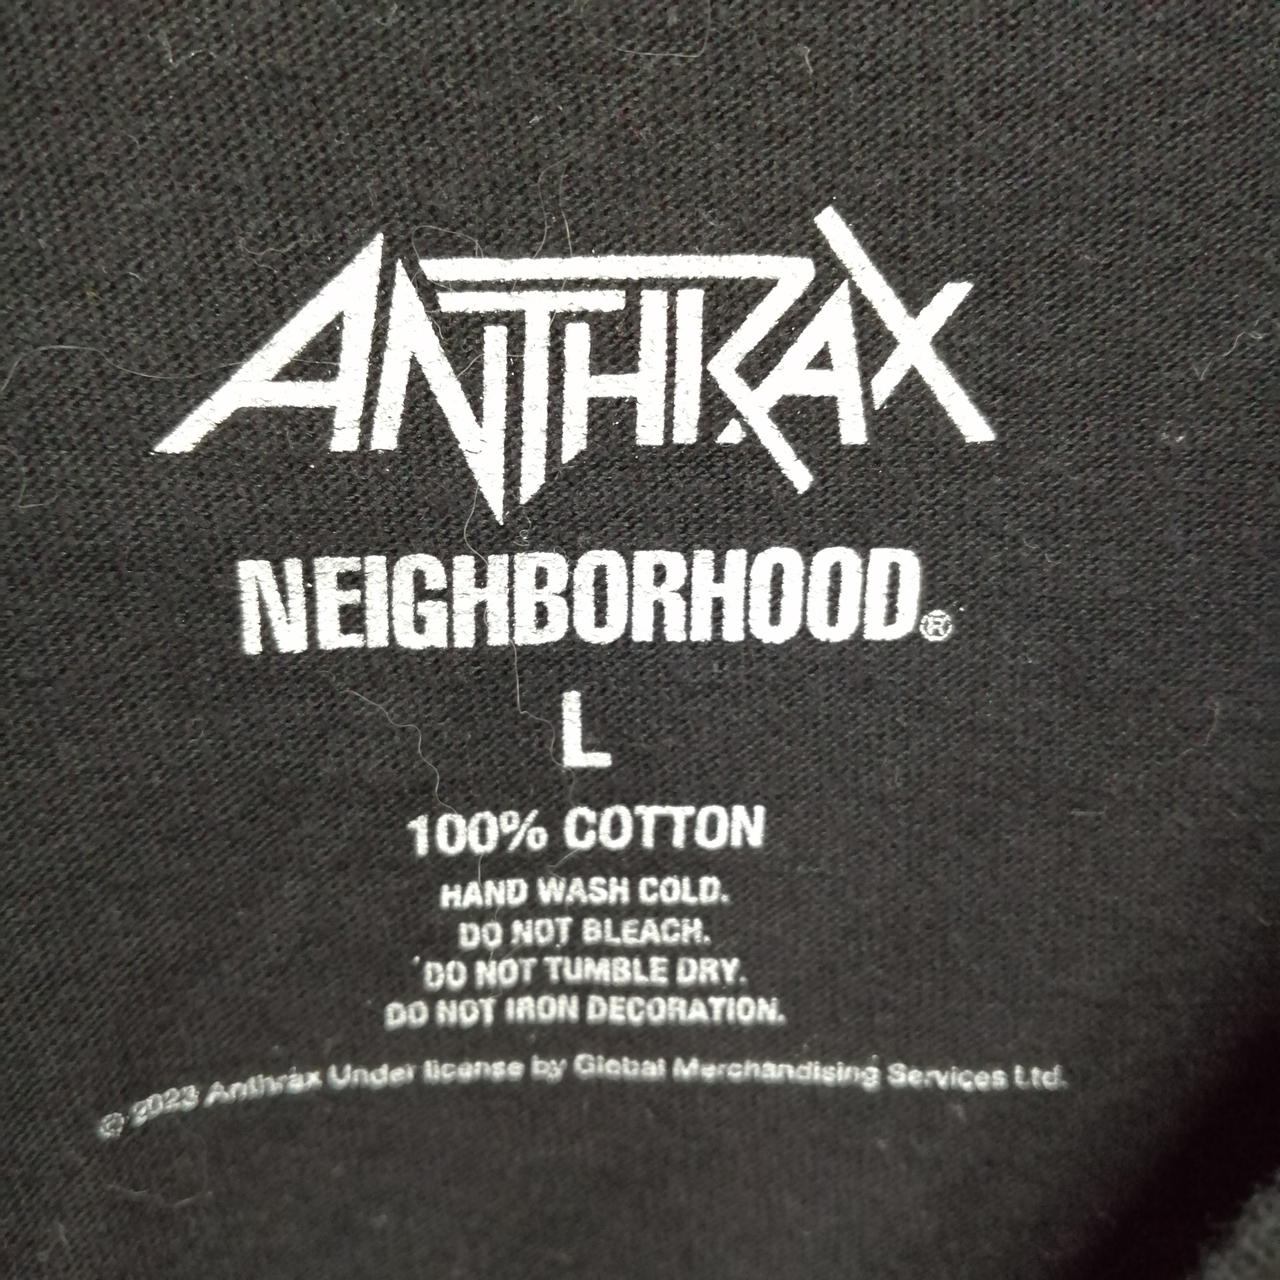 ANTHRAX
NEIGHBORHOOD®
L
100% COTTON
HAND WASH COLD.
DO NOT BLEACH.
DO NOT TUMBLE DRY.
DO NOT IRON DECORATION.
© 2023 Anthrax Under license by Global Merchandising Services Ltd.